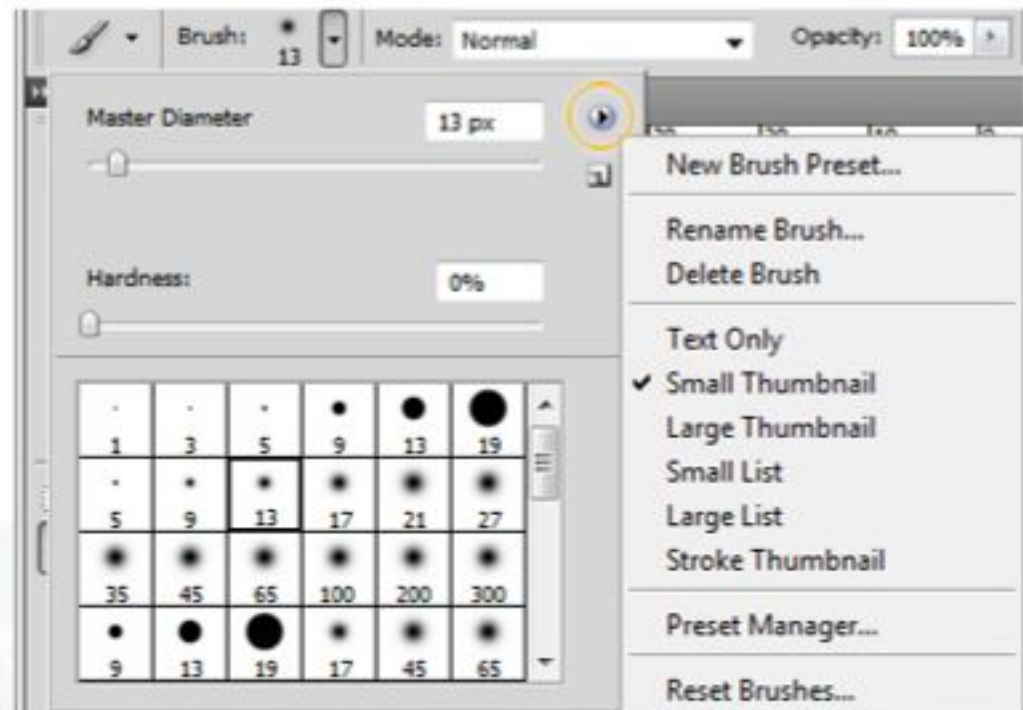 Brush: 13 Mode: Normal Opacity: 100%
Master Diameter 13 px
Hardness: 0%
1 3 5 9 13 19
5 9 13 17 21 27
35 45 65 100 200 300
9 13 19 17 45 65
New Brush Preset...
Rename Brush...
Delete Brush
Text Only
Small Thumbnail
Large Thumbnail
Small List
Large List
Stroke Thumbnail
Preset Manager...
Reset Brushes...